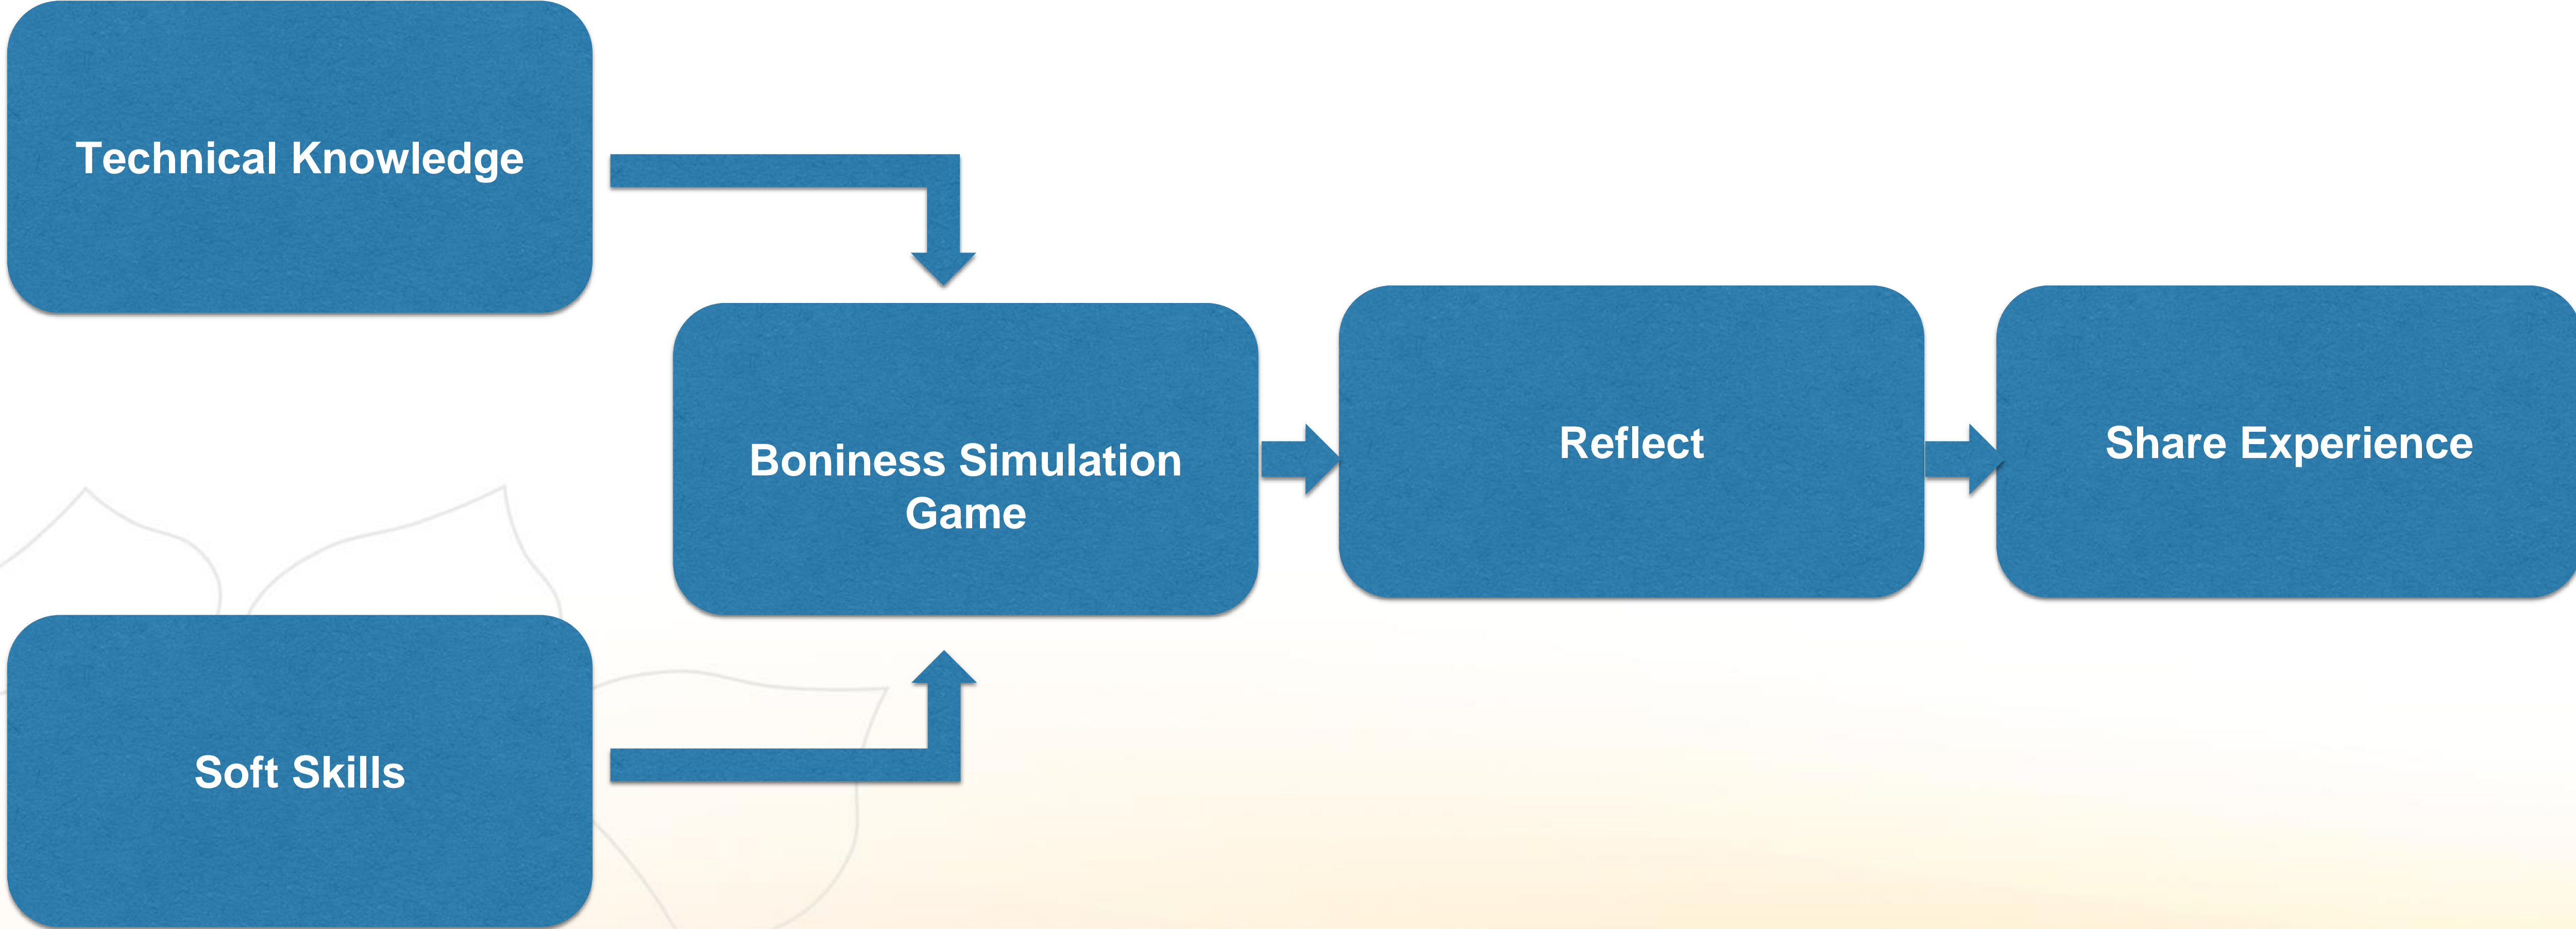 Technical Knowledge
Boniness Simulation
Game
Reflect
Share Experience
Soft Skills